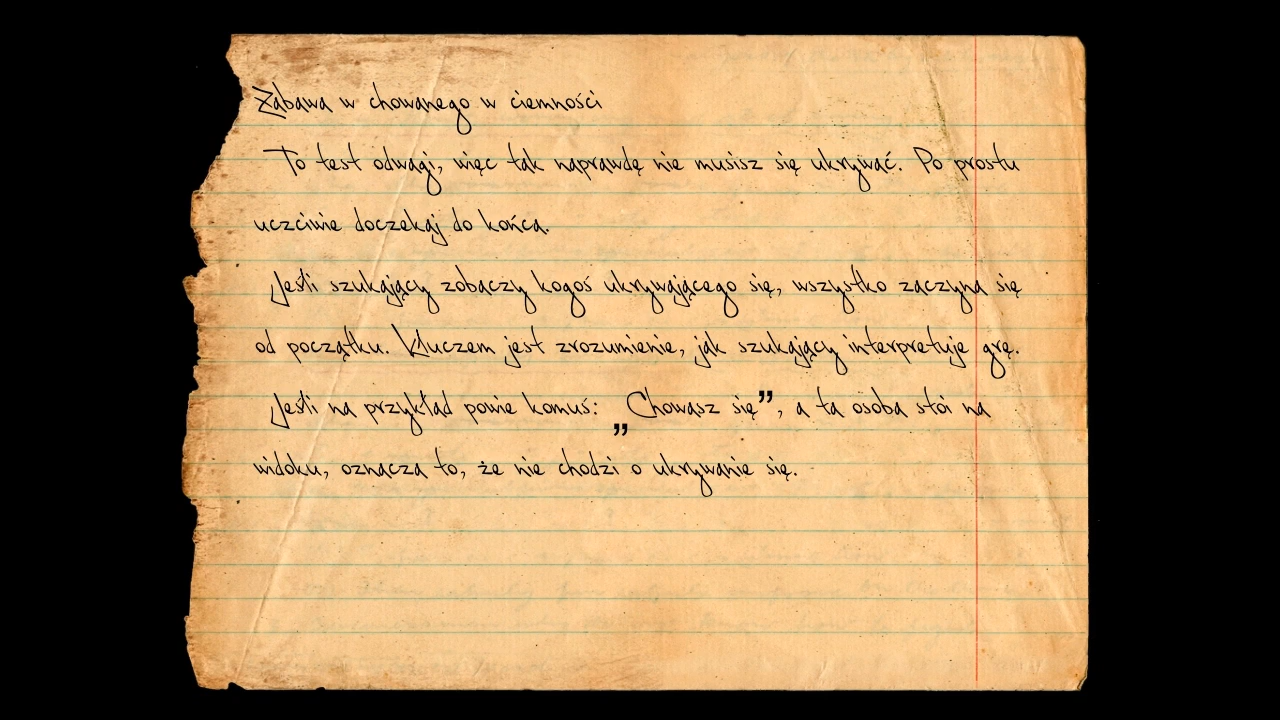 Zabawa w chowanego w ciemności
To test odwagi, więc tak naprawdę nie musisz się ukrywać. Po prostu
uczciwie doczekaj do końca.
Jeśli szukający zobaczy kogoś ukrywającego się, wszystko zaczyna się
od początku. Kluczem jest zrozumienie, jak szukający interpretuje grę.
Jeśli na przykład powie komuś: „Chowasz się”, a ta osoba stoi na
widoku, oznacza to, że nie chodzi o ukrywanie się.